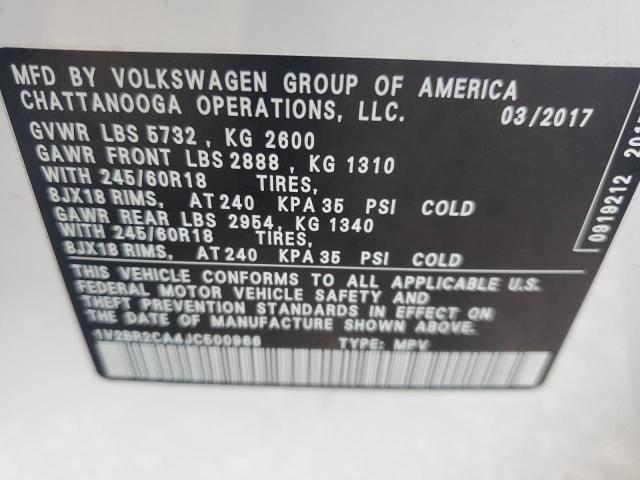 MFD BY VOLKSWAGEN GROUP OF AMERICA
CHATTANOOGA OPERATIONS, LLC.
03/2017
GVWR LBS 5732 , KG 2600
GAWR FRONT LBS 2888 , KG 1310
WITH 245/60R18 TIRES,
8JX18 RIMS, AT 240 KPA 35 PSI COLD
GAWR REAR LBS 2954, KG 1340
WITH 245/60R18 TIRES,
8JX18 RIMS, AT 240 KPA 35 PSI COLD
THIS VEHICLE CONFORMS TO ALL APPLICABLE U.S.
FEDERAL MOTOR VEHICLE SAFETY AND
THEFT PREVENTION STANDARDS IN EFFECT ON THE
DATE OF MANUFACTURE SHOWN ABOVE.
1V2BR2CA4JC500966 TYPE: MPV
0919212